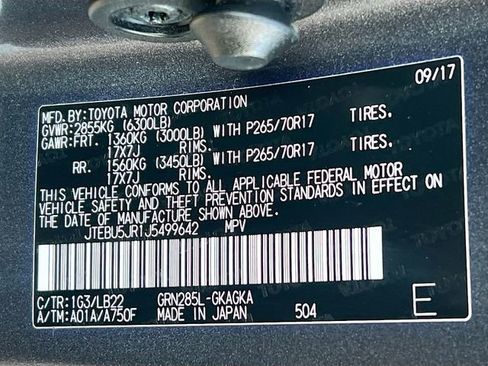 09/17
MFD.BY:TOYOTA MOTOR CORPORATION
GVWR:2855KG (6300LB)
GAWR:FRT. 1360KG (3000LB) WITH P265/70R17 TIRES.
17X7J RIMS.
RR. 1560KG (3450LB) WITH P265/70R17 TIRES.
17X7J RIMS.
THIS VEHICLE CONFORMS TO ALL APPLICABLE FEDERAL MOTOR
VEHICLE SAFETY AND THEFT PREVENTION STANDARDS IN EFFECT
ON THE DATE OF MANUFACTURE SHOWN ABOVE.
JTEBU5JR1J5499642 MPV
C/TR:1G3/LB22 GRN285L-GKAGKA
A/TM:A01A/A750F MADE IN JAPAN 504 E